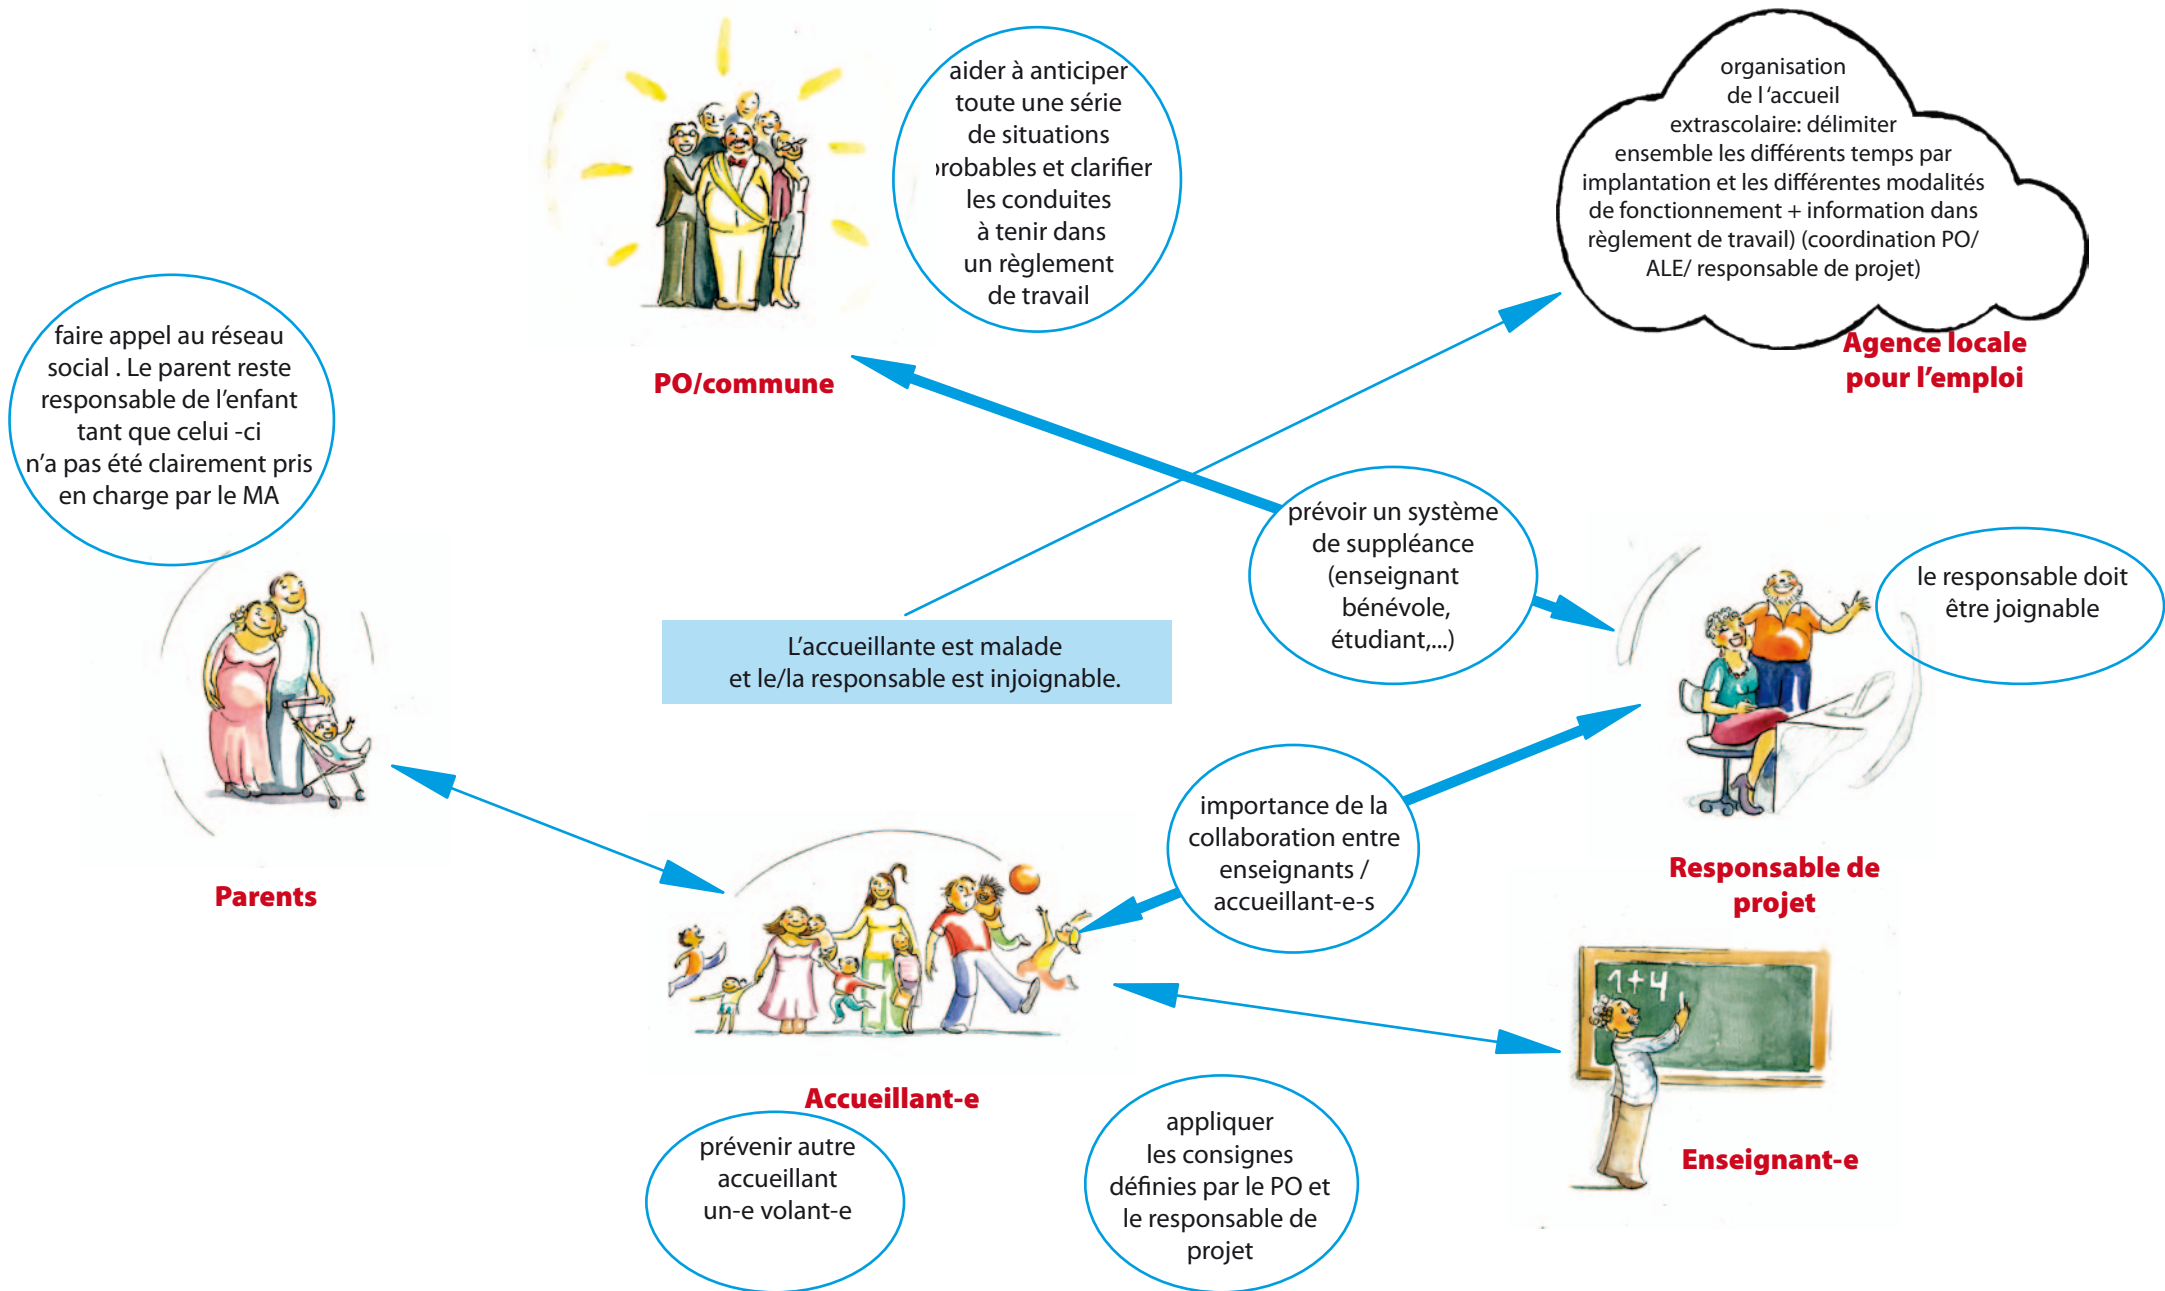 aider à anticiper
toute une série
de situations
probables et clarifier
les conduites
à tenir dans
un règlement
de travail
organisation
de l'accueil
extrascolaire: délimiter
ensemble les différents temps par
implantation et les différentes modalités
de fonctionnement + information dans
règlement de travail) (coordination PO/
ALE/ responsable de projet)
Agence locale
pour l'emploi
PO/commune
faire appel au réseau
social . Le parent reste
responsable de l'enfant
tant que celui -ci
n'a pas été clairement pris
en charge par le MA
prévoir un système
de suppléance
(enseignant
bénévole,
étudiant,...)
le responsable doit
être joignable
L'accueillante est malade
et le/la responsable est injoignable.
importance de la
collaboration entre
enseignants /
accueillant-e-s
Parents
Responsable de
projet
1+4
Accueillant-e
Enseignant-e
prévenir autre
accueillant
un-e volant-e
appliquer
les consignes
définies par le PO et
le responsable de
projet